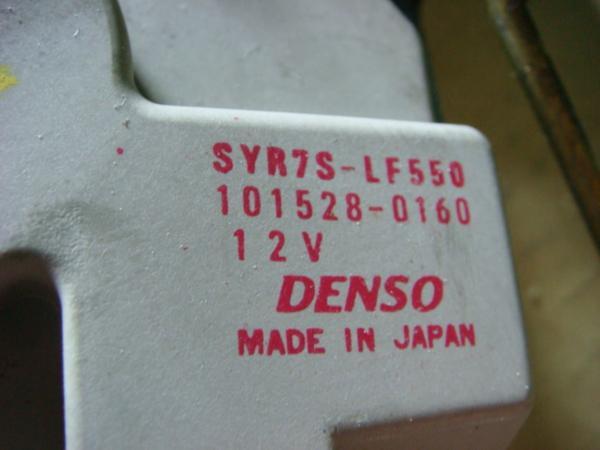 SYR7S-LF550
101528-0160
12V
DENSO
MADE IN JAPAN